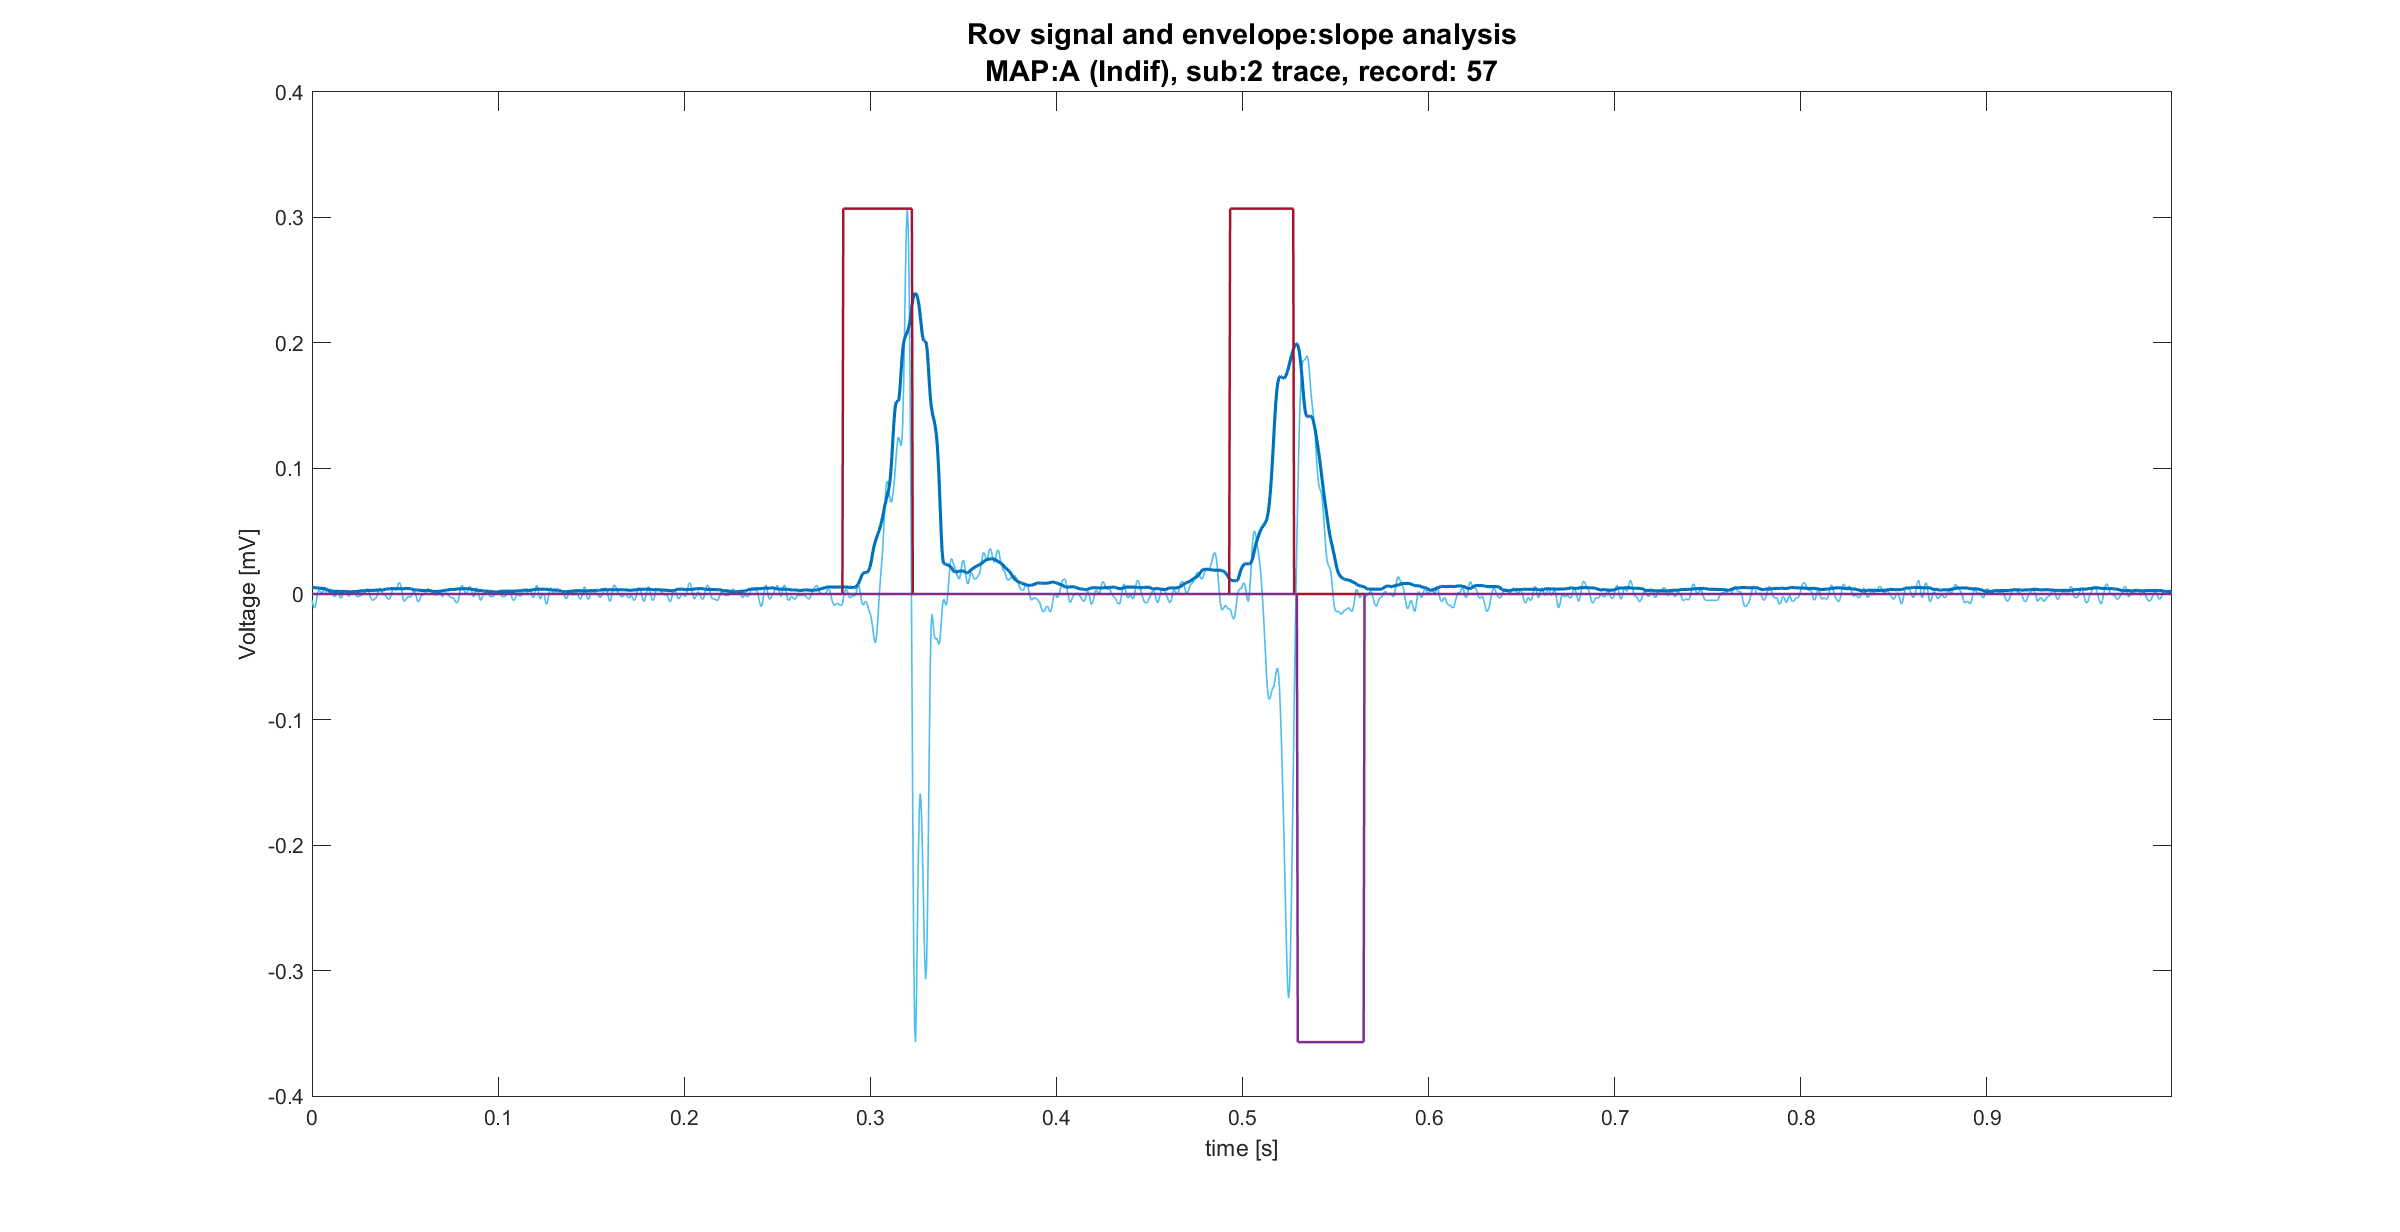 Rov signal and envelope:slope analysis
MAP:A (Indif), sub:2 trace, record: 57
0.4
0.3
0.2
0.1
0
-0.1
-0.2
-0.3
-0.4
Voltage [mV]
0 0.1 0.2 0.3 0.4 0.5 0.6 0.7 0.8 0.9
time [s]